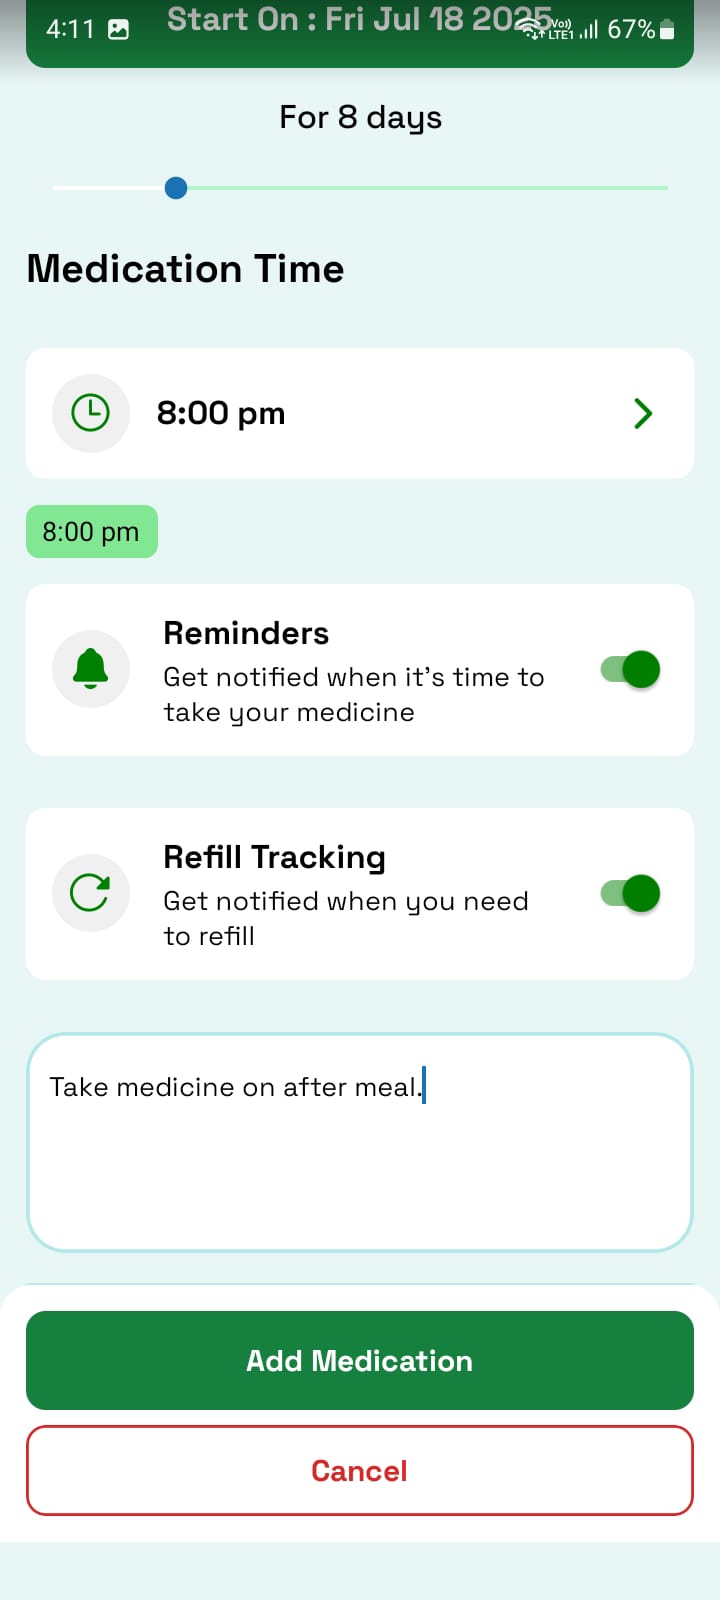 4:11
Start On : Fri Jul 18 2025
Vo))
LTE1
67%
For 8 days
Medication Time
8:00 pm
8:00 pm
Reminders
Get notified when it's time to
take your medicine
Refill Tracking
Get notified when you need
to refill
Take medicine on after meal.
Add Medication
Cancel